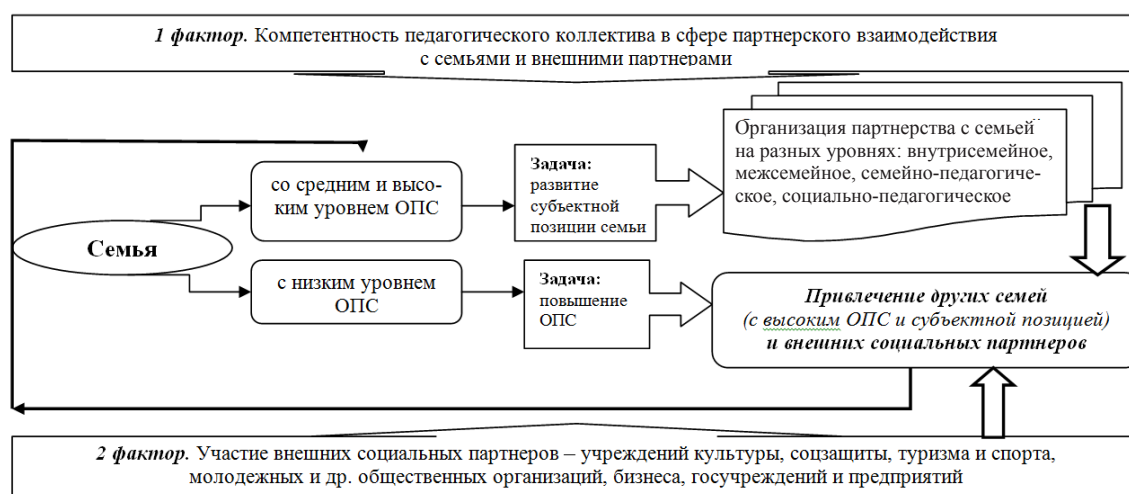 1 фактор. Компетентность педагогического коллектива в сфере партнерского взаимодействия
с семьями и внешними партнерами
Организация партнерства с семьей
на разных уровнях: внутрисемейное,
межсемейное, семейно-педагогиче-
ское, социально-педагогическое
со средним и высо-
ким уровнем ОПС
Задача:
развитие
субъектной
позиции семьи
Семья
с низким уровнем
ОПС
Задача:
повышение
ОПС
Привлечение других семей
(с высоким ОПС и субъектной позицией)
и внешних социальных партнеров
2 фактор. Участие внешних социальных партнеров – учреждений культуры, соцзащиты, туризма и спорта,
молодежных и др. общественных организаций, бизнеса, госучреждений и предприятий